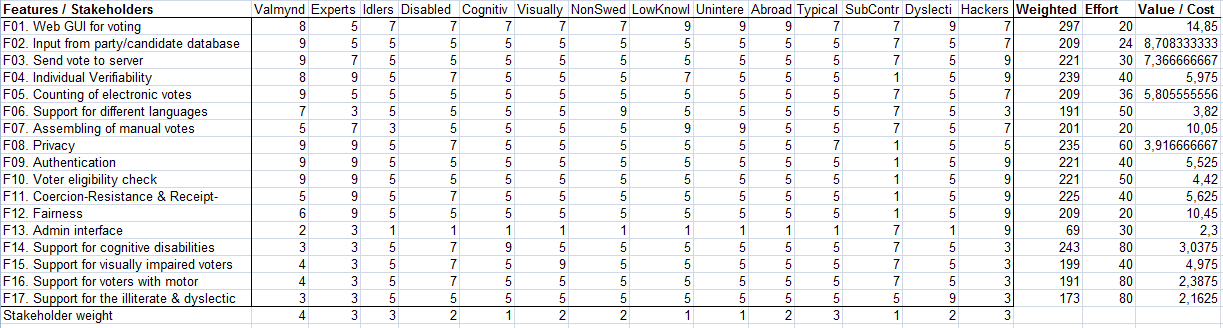 Features / Stakeholders Valmynd Experts Idlers Disabled Cognitiv Visually NonSwed LowKnowl Unintere Abroad Typical SubContr Dyslecti Hackers Weighted Effort Value / Cost
F01. Web GUI for voting 8 5 7 7 7 7 7 9 9 9 7 7 9 7 297 20 14,85
F02. Input from party/candidate database 9 5 5 5 5 5 5 5 5 5 5 7 5 7 209 24 8,708333333
F03. Send vote to server 9 7 5 5 5 5 5 5 5 5 5 7 5 9 221 30 7,366666667
F04. Individual Verifiability 8 9 5 7 5 5 5 7 5 5 5 1 5 9 239 40 5,975
F05. Counting of electronic votes 9 5 5 5 5 5 5 5 5 5 5 7 5 7 209 36 5,805555556
F06. Support for different languages 7 3 5 5 5 5 9 5 5 5 5 7 5 3 191 50 3,82
F07. Assembling of manual votes 5 7 3 5 5 5 5 9 9 5 5 7 5 7 201 20 10,05
F08. Privacy 9 9 5 7 5 5 5 5 5 5 7 1 5 5 235 60 3,916666667
F09. Authentication 9 9 5 5 5 5 5 5 5 5 5 1 5 9 221 40 5,525
F10. Voter eligibility check 9 9 5 5 5 5 5 5 5 5 5 1 5 9 221 50 4,42
F11. Coercion-Resistance & Receipt- 5 9 5 7 5 5 5 5 5 5 5 1 5 9 225 40 5,625
F12. Fairness 6 9 5 5 5 5 5 5 5 5 5 1 5 9 209 20 10,45
F13. Admin interface 2 3 1 1 1 1 1 1 1 1 1 7 1 9 69 30 2,3
F14. Support for cognitive disabilities 3 3 5 7 9 5 5 5 5 5 5 7 5 3 243 80 3,0375
F15. Support for visually impaired voters 4 3 5 7 5 9 5 5 5 5 5 7 5 3 199 40 4,975
F16. Support for voters with motor 4 3 5 7 5 5 5 5 5 5 5 7 5 3 191 80 2,3875
F17. Support for the illiterate & dyslectic 3 3 5 5 5 5 5 5 5 5 5 5 9 3 173 80 2,1625
Stakeholder weight 4 3 3 2 1 2 2 1 1 2 3 1 2 3